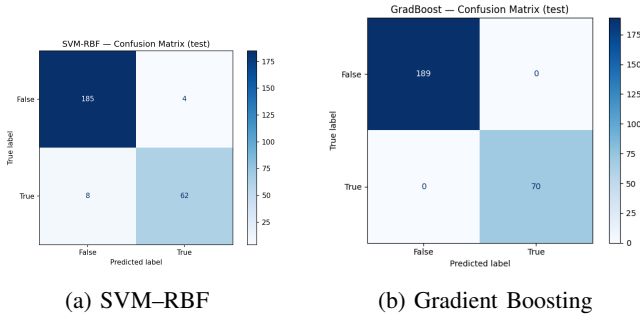 SVM-RBF — Confusion Matrix (test)
True label
False
True
185
4
8
62
False
True
Predicted label
175
150
125
100
75
50
25
(a) SVM–RBF
GradBoost — Confusion Matrix (test)
True label
False
True
189
0
0
70
False
True
Predicted label
175
150
125
100
75
50
25
0
(b) Gradient Boosting